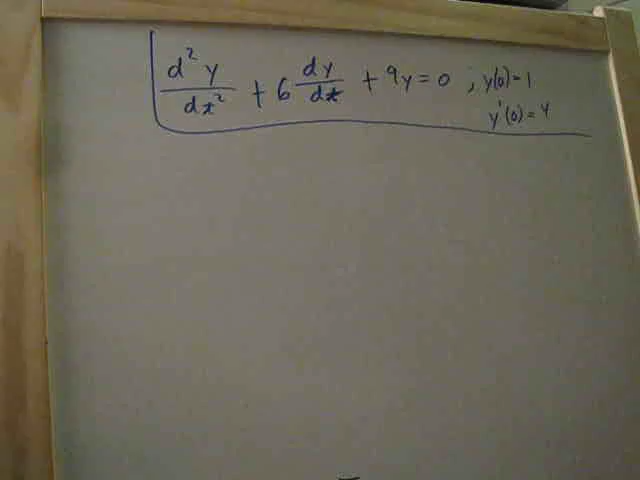 d²y/dx² + 6 dy/dx + 9y = 0 ; y(0) = 1
y'(0) = 4